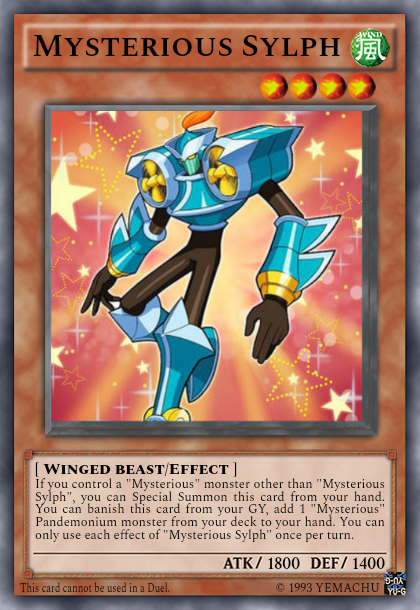 Mysterious Sylph
WIND
風
[ Winged beast/Effect ]
If you control a "Mysterious" monster other than "Mysterious
Sylph", you can Special Summon this card from your hand.
You can banish this card from your GY, add 1 "Mysterious"
Pandemonium monster from your deck to your hand. You can
only use each effect of "Mysterious Sylph" once per turn.
ATK/ 1800 DEF/ 1400
This card cannot be used in a Duel.
© 1993 YEMACHU